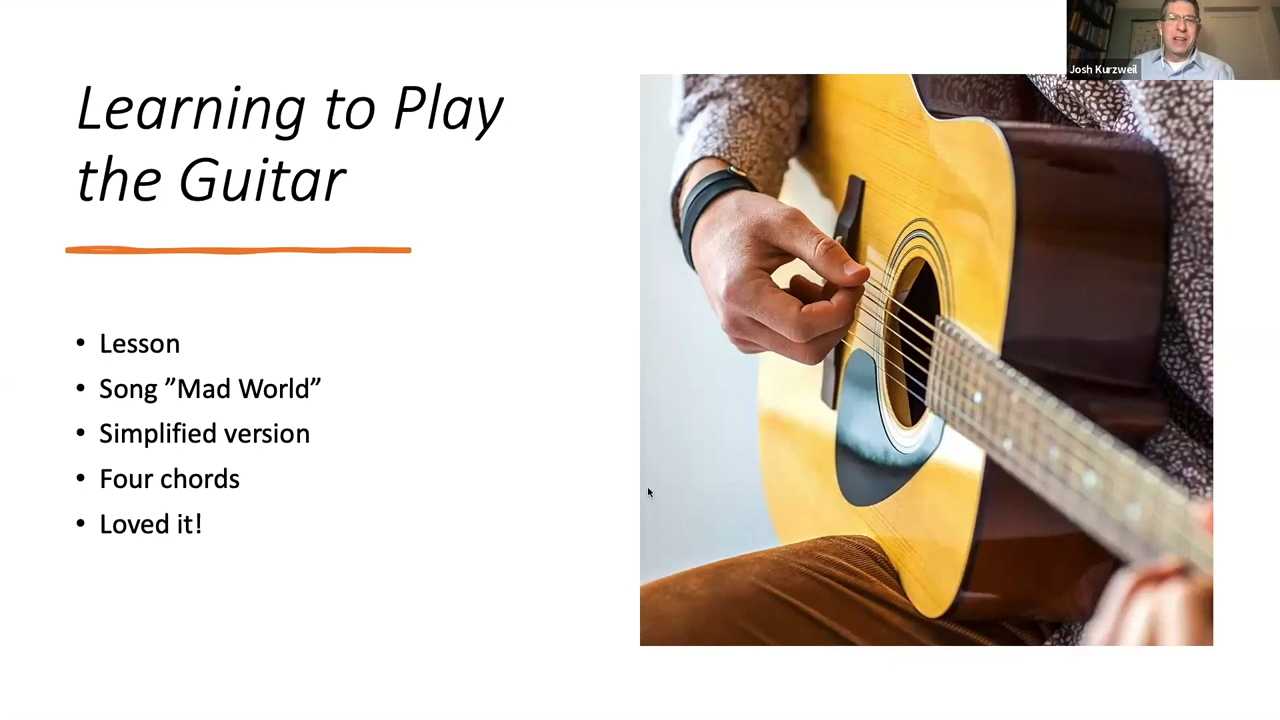 Josh Kurzweil
Learning to Play
the Guitar
• Lesson
• Song ”Mad World”
• Simplified version
• Four chords
• Loved it!